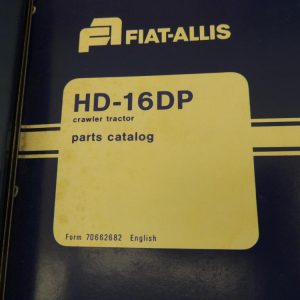 FIAT-ALLIS
HD-16DP
crawler tractor
parts catalog
Form 70662682 English